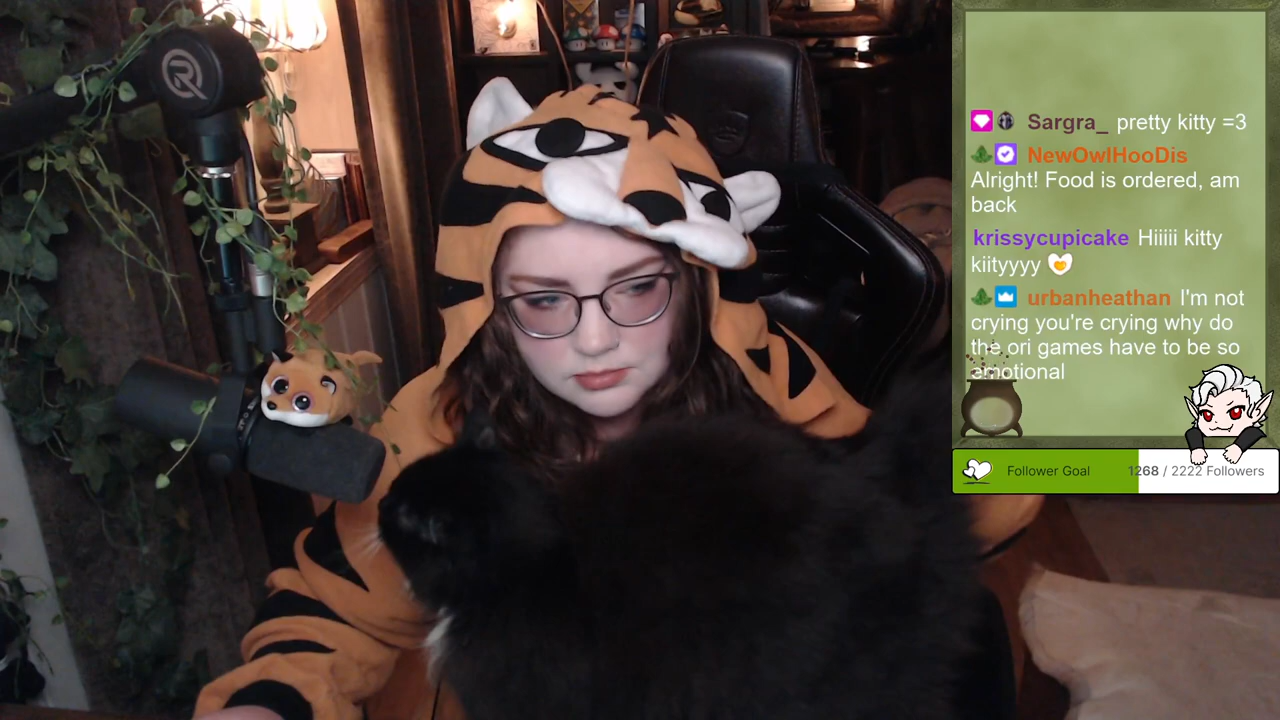 Sargra_ pretty kitty =3
NewOwlHooDis
Alright! Food is ordered, am
back
krissycupicake Hiiiii kitty
kiityyyy
urbanheathan I'm not
crying you're crying why do
the ori games have to be so
emotional
Follower Goal 1268 / 2222 Followers